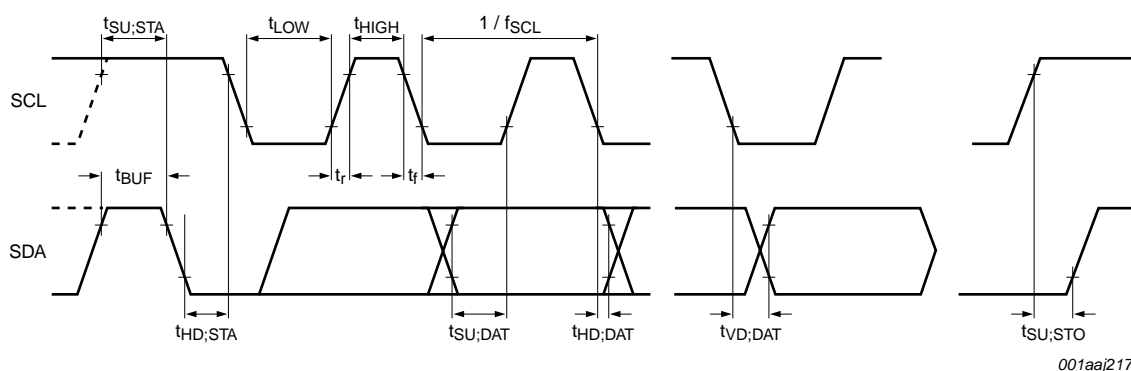 tSU;STA
tLOW
tHIGH
1 / fSCL
SCL
tBUF
tr
tf
SDA
tHD;STA
tSU;DAT
tHD;DAT
tVD;DAT
tSU;STO
001aaj217